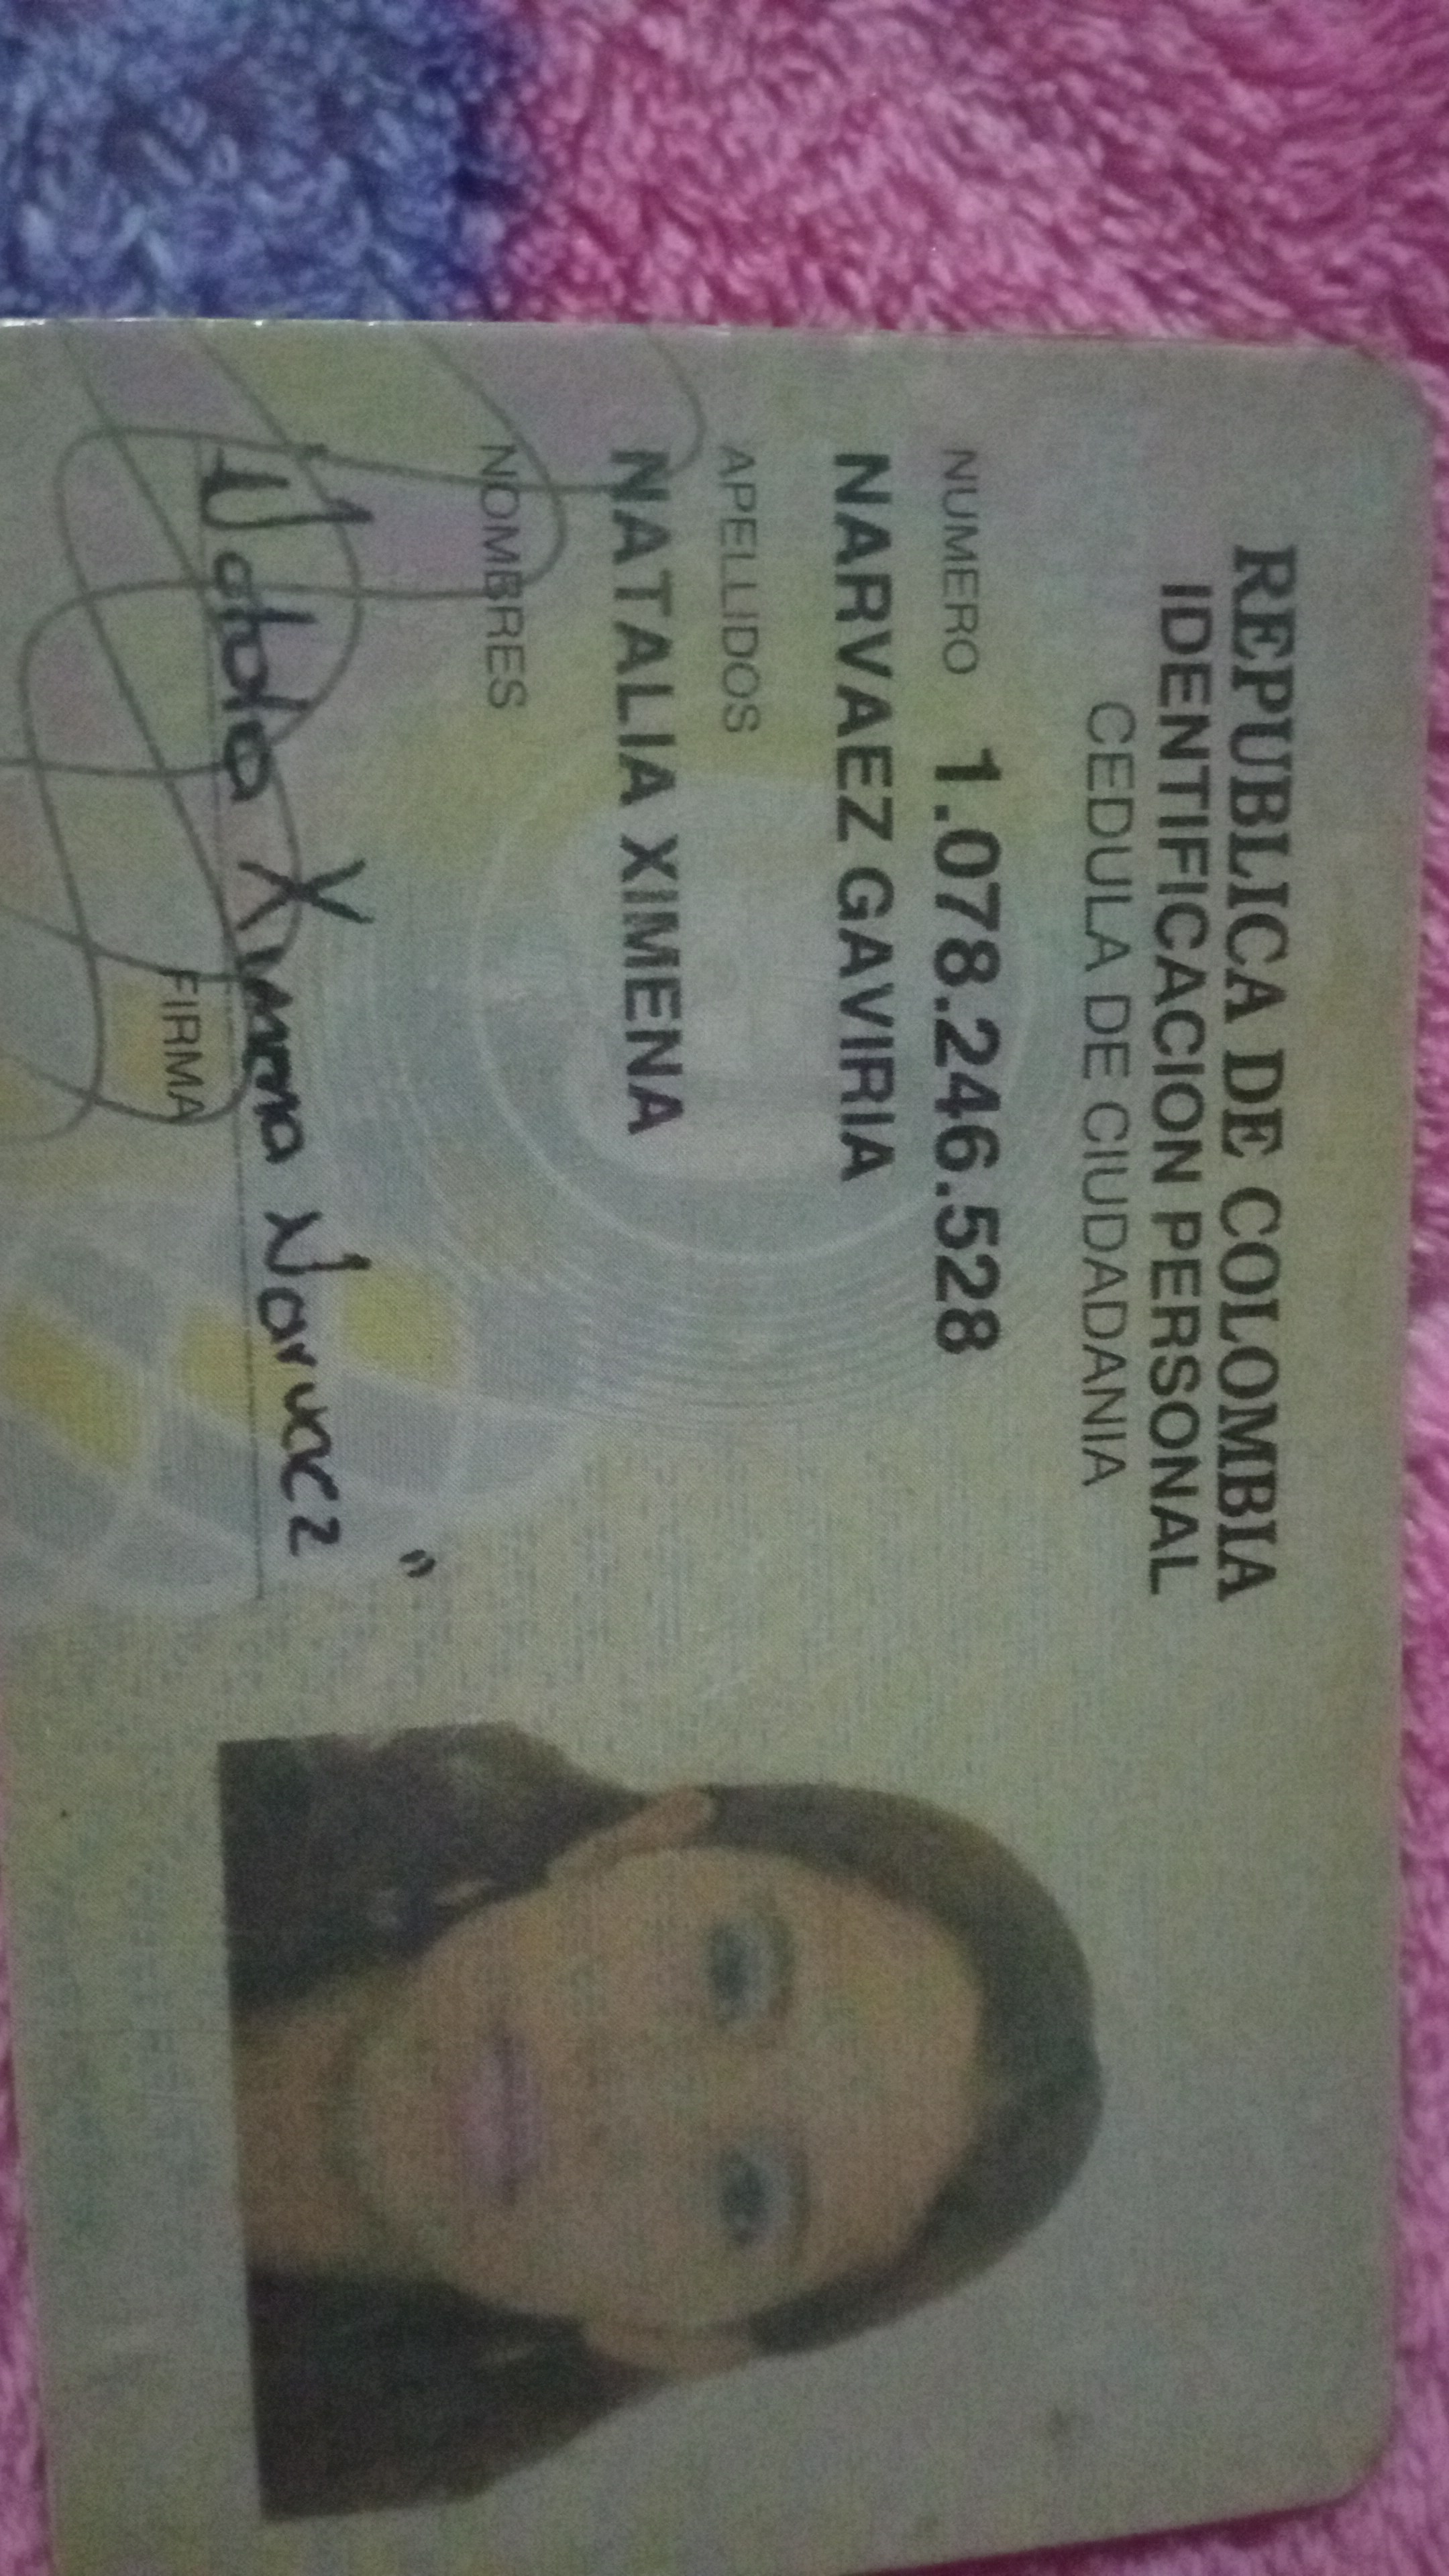 REPUBLICA DE COLOMBIA
IDENTIFICACION PERSONAL
CEDULA DE CIUDADANIA
NUMERO 1.078.246.528
NARVAEZ GAVIRIA
APELLIDOS
NATALIA XIMENA
NOMBRES
Natalia Ximena Narvaez "
FIRMA